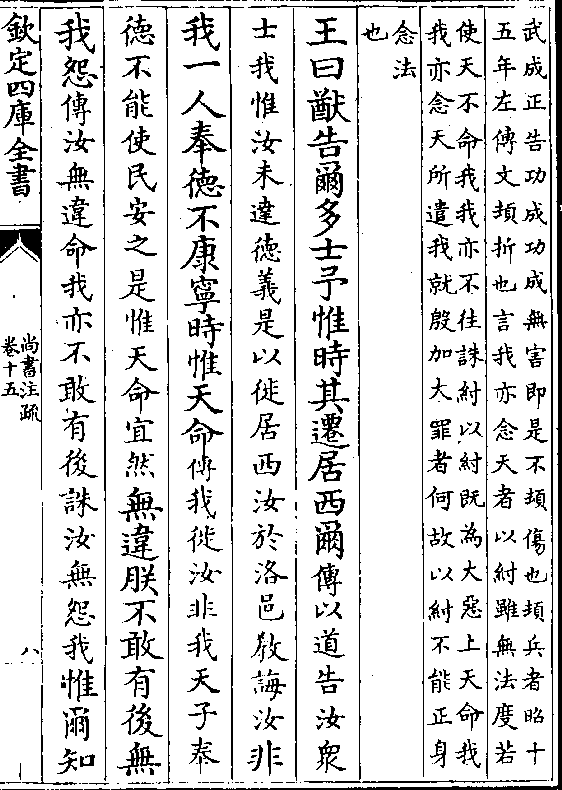 武成正告功成功成無害即是不頓傷也頓兵者昭十
五年左傳文頓折也言我亦念天者以紂雖無法度若
使天不命我我亦不往誅紂以紂既為大惡上天命我
我亦念天所遣我就殷加大罪者何故以紂不能正身
念法
也
王曰猷告爾多士予惟時其遷居西爾傳以道告汝衆
士我惟汝未達德義是以徙居西汝於洛邑教誨汝非
我一人奉德不康寧時惟天命傳我徙汝非我天子奉
德不能使民安之是惟天命宜然無違朕不敢有後無
我怨傳汝無違命我亦不敢有後誅汝無怨我惟爾知
欽定四庫全書
尚書注疏
卷十五
八